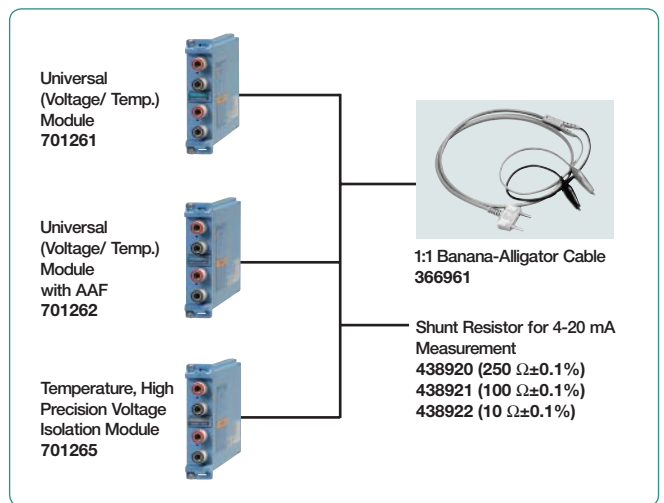 Universal
(Voltage/ Temp.)
Module
701261
Universal
(Voltage/ Temp.)
Module
with AAF
701262
Temperature, High
Precision Voltage
Isolation Module
701265
1:1 Banana-Alligator Cable
366961
Shunt Resistor for 4-20 mA
Measurement
438920 (250 Ω±0.1%)
438921 (100 Ω±0.1%)
438922 (10 Ω±0.1%)